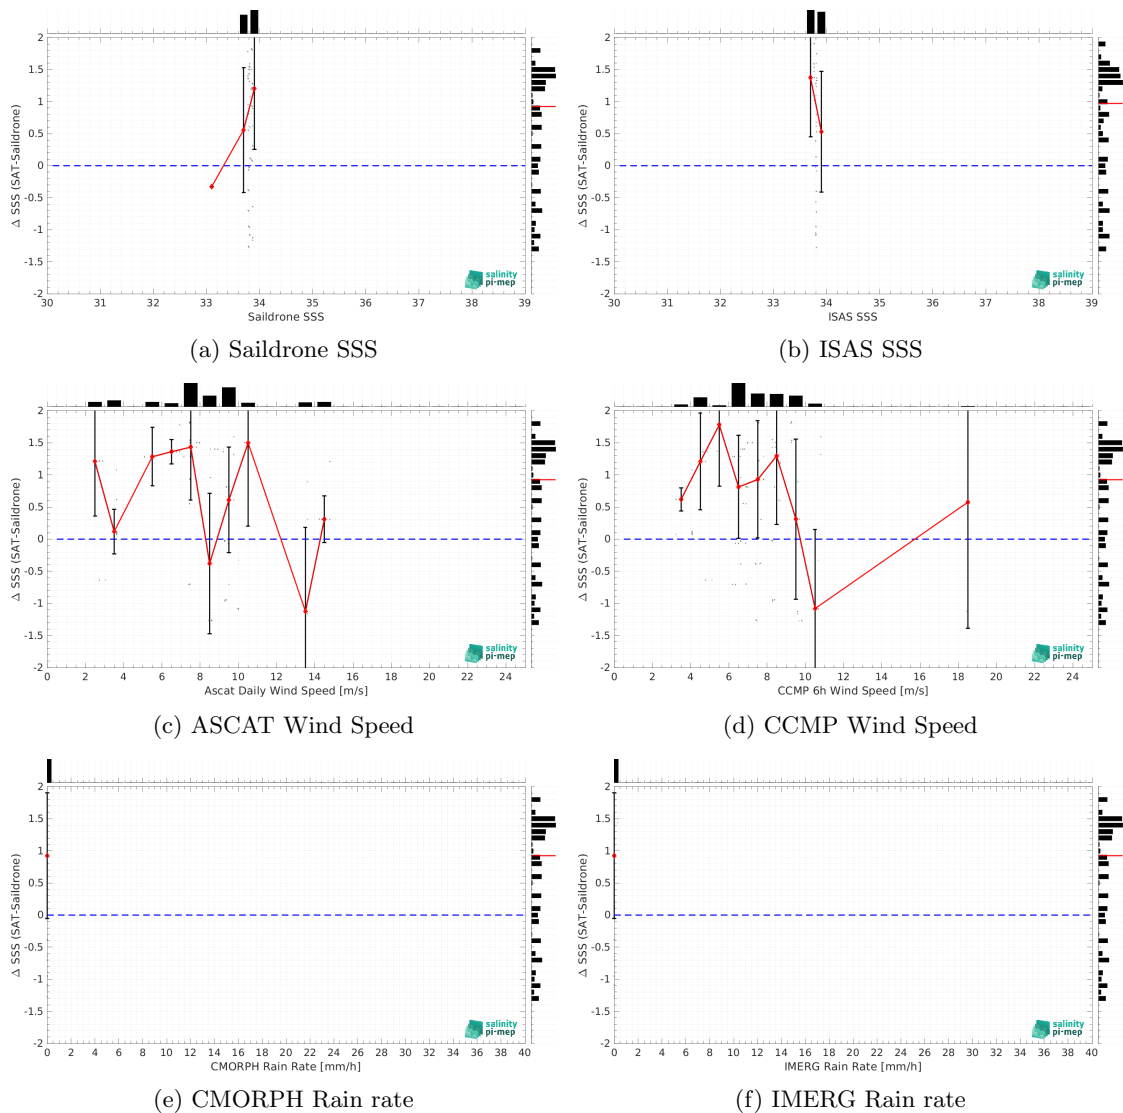 2
1.5
1
0.5
0
-0.5
-1
-1.5
-2
Δ SSS (SAT-Saildrone)
30 31 32 33 34 35 36 37 38 39
Saildrone SSS
salinity
pi-mep
(a) Saildrone SSS
2
1.5
1
0.5
0
-0.5
-1
-1.5
-2
Δ SSS (SAT-Saildrone)
30 31 32 33 34 35 36 37 38 39
ISAS SSS
salinity
pi-mep
(b) ISAS SSS
2
1.5
1
0.5
0
-0.5
-1
-1.5
-2
Δ SSS (SAT-Saildrone)
0 2 4 6 8 10 12 14 16 18 20 22 24
Ascat Daily Wind Speed [m/s]
salinity
pi-mep
(c) ASCAT Wind Speed
2
1.5
1
0.5
0
-0.5
-1
-1.5
-2
Δ SSS (SAT-Saildrone)
0 2 4 6 8 10 12 14 16 18 20 22 24
CCMP 6h Wind Speed [m/s]
salinity
pi-mep
(d) CCMP Wind Speed
2
1.5
1
0.5
0
-0.5
-1
-1.5
-2
Δ SSS (SAT-Saildrone)
0 2 4 6 8 10 12 14 16 18 20 22 24 26 28 30 32 34 36 38 40
CMORPH Rain Rate [mm/h]
salinity
pi-mep
(e) CMORPH Rain rate
2
1.5
1
0.5
0
-0.5
-1
-1.5
-2
Δ SSS (SAT-Saildrone)
0 2 4 6 8 10 12 14 16 18 20 22 24 26 28 30 32 34 36 38 40
IMERG Rain Rate [mm/h]
salinity
pi-mep
(f) IMERG Rain rate